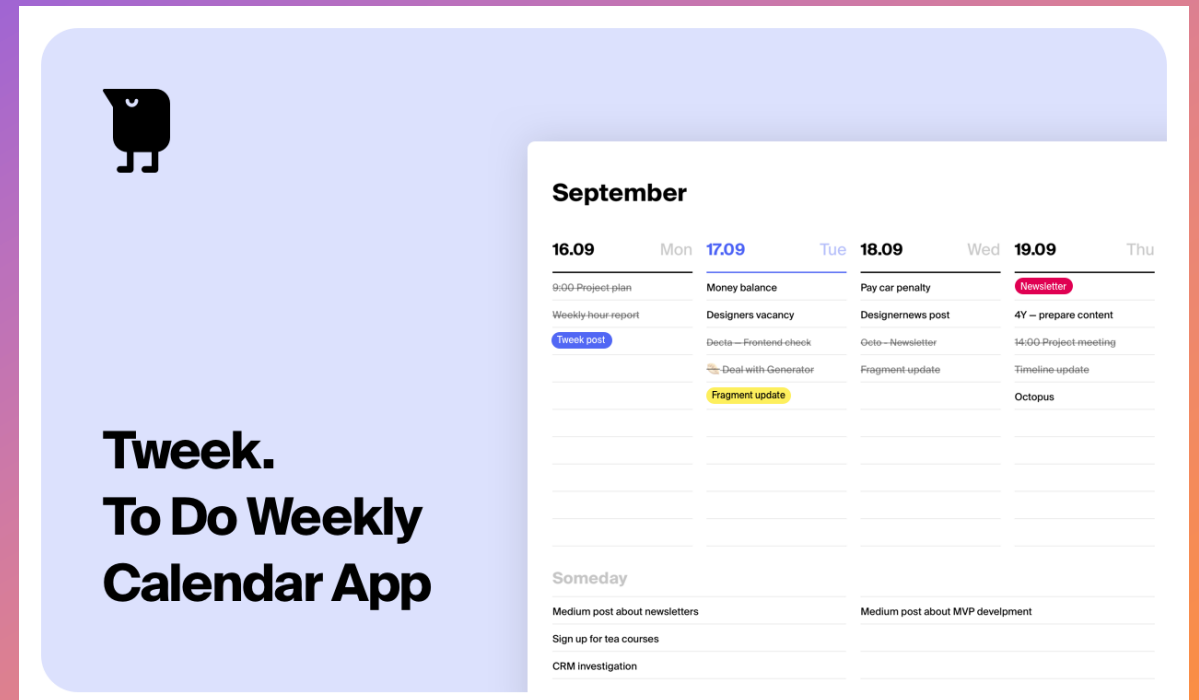 Tweek.
To Do Weekly
Calendar App
September
16.09 Mon
9:00 Project plan
Weekly hour report
Tweek post
17.09 Tue
Money balance
Designers vacancy
Decta – Frontend check
Deal with Generator
Fragment update
18.09 Wed
Pay car penalty
Designernews post
Octo - Newsletter
Fragment update
19.09 Thu
Newsletter
4Y – prepare content
14:00 Project meeting
Timeline update
Octopus
Someday
Medium post about newsletters
Sign up for tea courses
CRM investigation
Medium post about MVP develpment